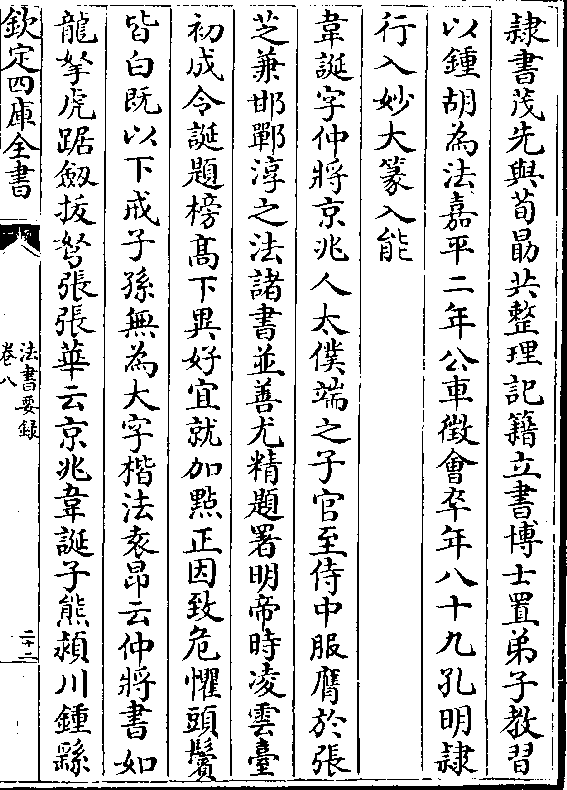 隸書茂先與荀勗共整理記籍立書博士置弟子教習
以鍾胡為法嘉平二年公車徵會卒年八十九孔明隸
行入妙大篆入能
韋誕字仲將京兆人太僕端之子官至侍中服膺於張
芝兼邯鄲淳之法諸書並善尤精題署明帝時凌雲臺
初成令誕題榜髙下異好宜就加點正因致危懼頭鬢
皆白既以下戒子孫無為大字楷法袁昂云仲將書如
龍拏虎踞劒拔弩張張華云京兆韋誕子熊潁川鍾繇
欽定四庫全書
法書要録
卷八
二十二